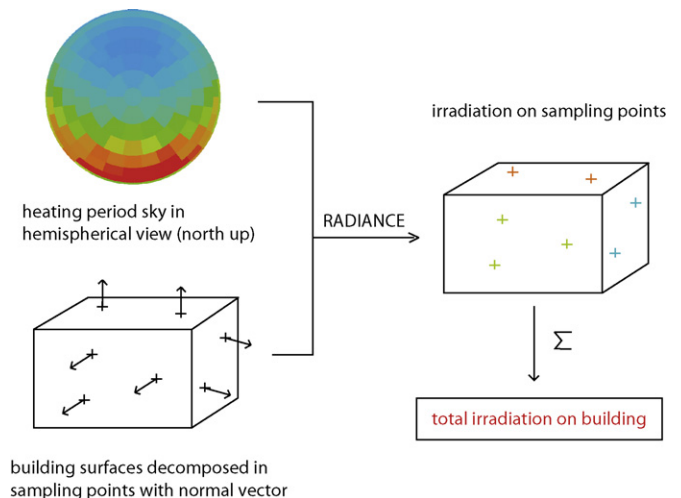 heating period sky in
hemispherical view (north up)
building surfaces decomposed in
sampling points with normal vector
RADIANCE
irradiation on sampling points
Σ
total irradiation on building